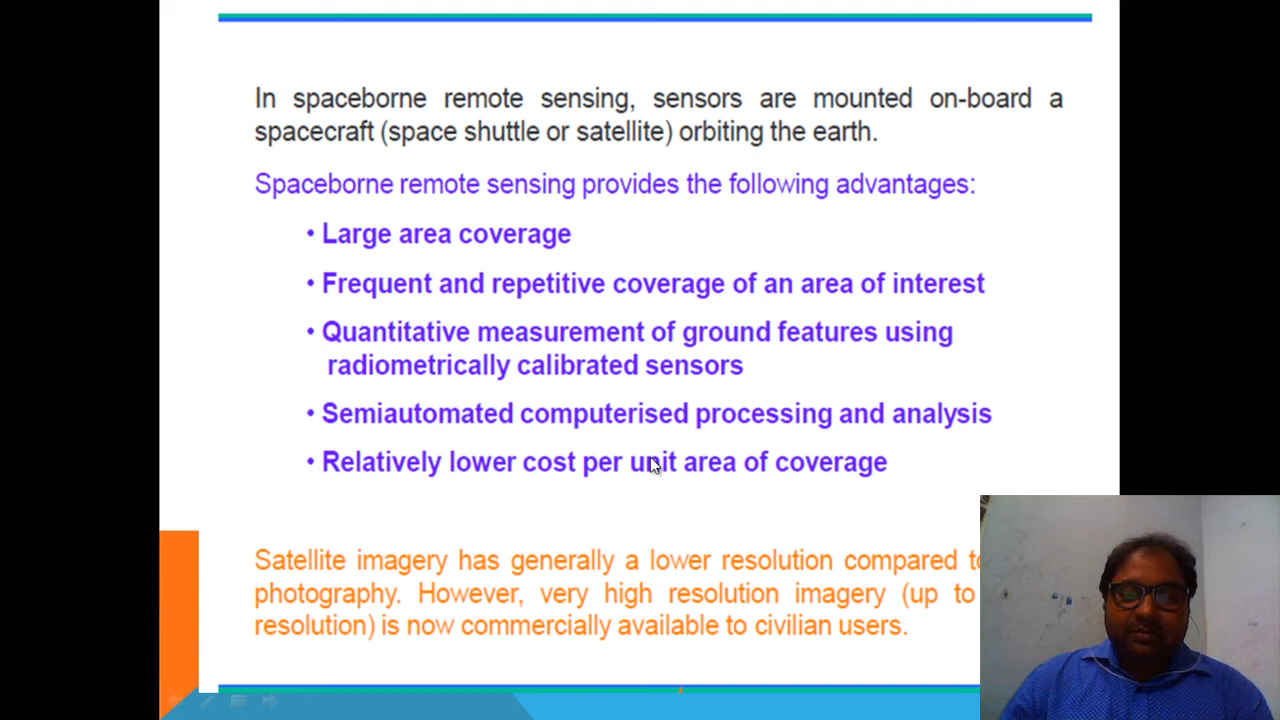 In spaceborne remote sensing, sensors are mounted on-board a
spacecraft (space shuttle or satellite) orbiting the earth.
Spaceborne remote sensing provides the following advantages:
• Large area coverage
• Frequent and repetitive coverage of an area of interest
• Quantitative measurement of ground features using
radiometrically calibrated sensors
• Semiautomated computerised processing and analysis
• Relatively lower cost per unit area of coverage
Satellite imagery has generally a lower resolution compared
photography. However, very high resolution imagery (up to
resolution) is now commercially available to civilian users.